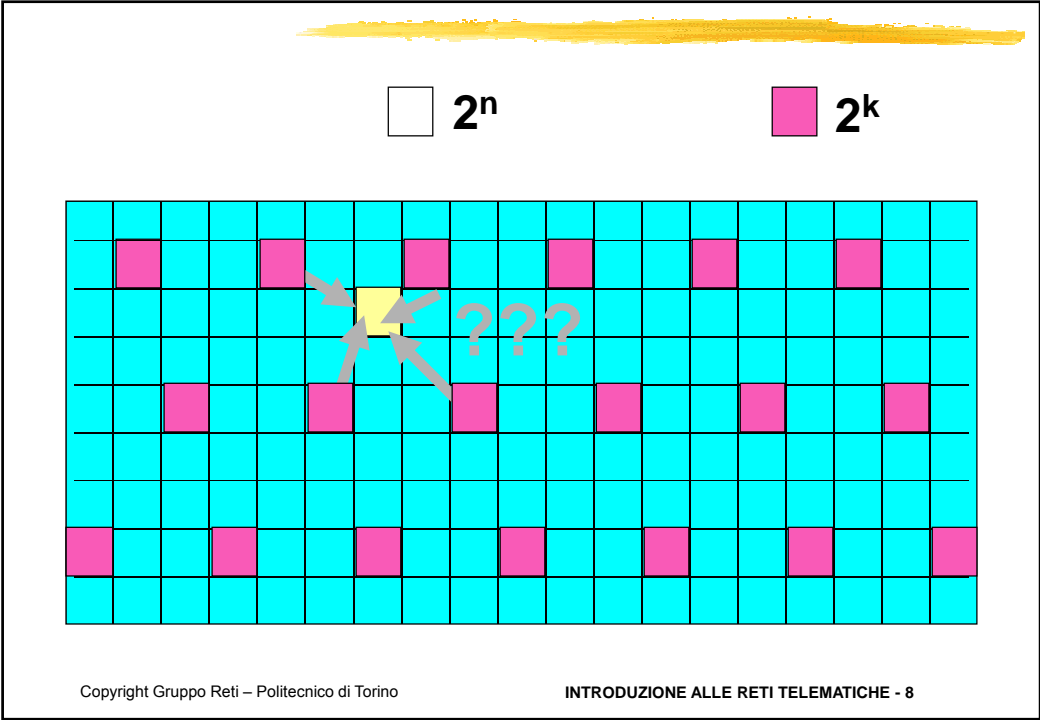 2ⁿ 2ᵏ
???
Copyright Gruppo Reti – Politecnico di Torino INTRODUZIONE ALLE RETI TELEMATICHE - 8